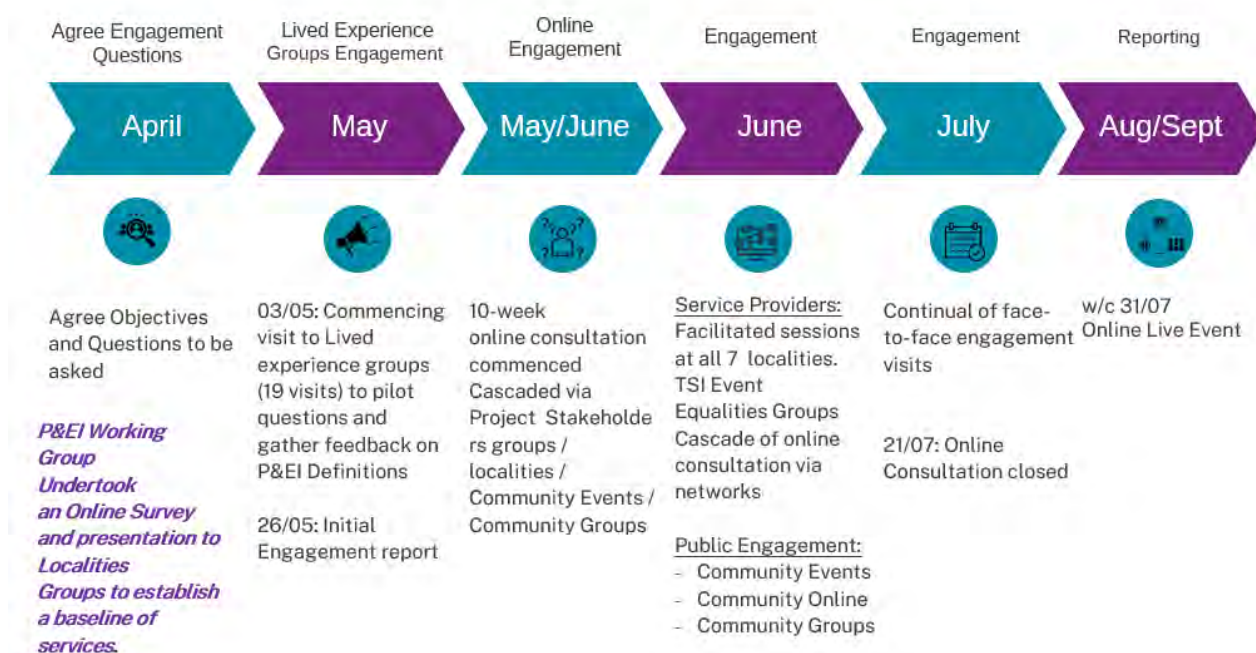 Agree Engagement
Questions
Lived Experience
Groups Engagement
Online
Engagement
Engagement
Engagement
Reporting
April
May
May/June
June
July
Aug/Sept
Agree Objectives
and Questions to be
asked
P&EI Working
Group
Undertook
an Online Survey
and presentation to
Localities
Groups to establish
a baseline of
services.
03/05: Commencing
visit to Lived
experience groups
(19 visits) to pilot
questions and
gather feedback on
P&EI Definitions
26/05: Initial
Engagement report
10-week
online consultation
commenced
Cascaded via
Project Stakeholde
rs groups /
localities /
Community Events /
Community Groups
Service Providers:
Facilitated sessions
at all 7 localities.
TSI Event
Equalities Groups
Cascade of online
consultation via
networks
Public Engagement:
- Community Events
- Community Online
- Community Groups
Continual of face-
to-face engagement
visits
21/07: Online
Consultation closed
w/c 31/07
Online Live Event